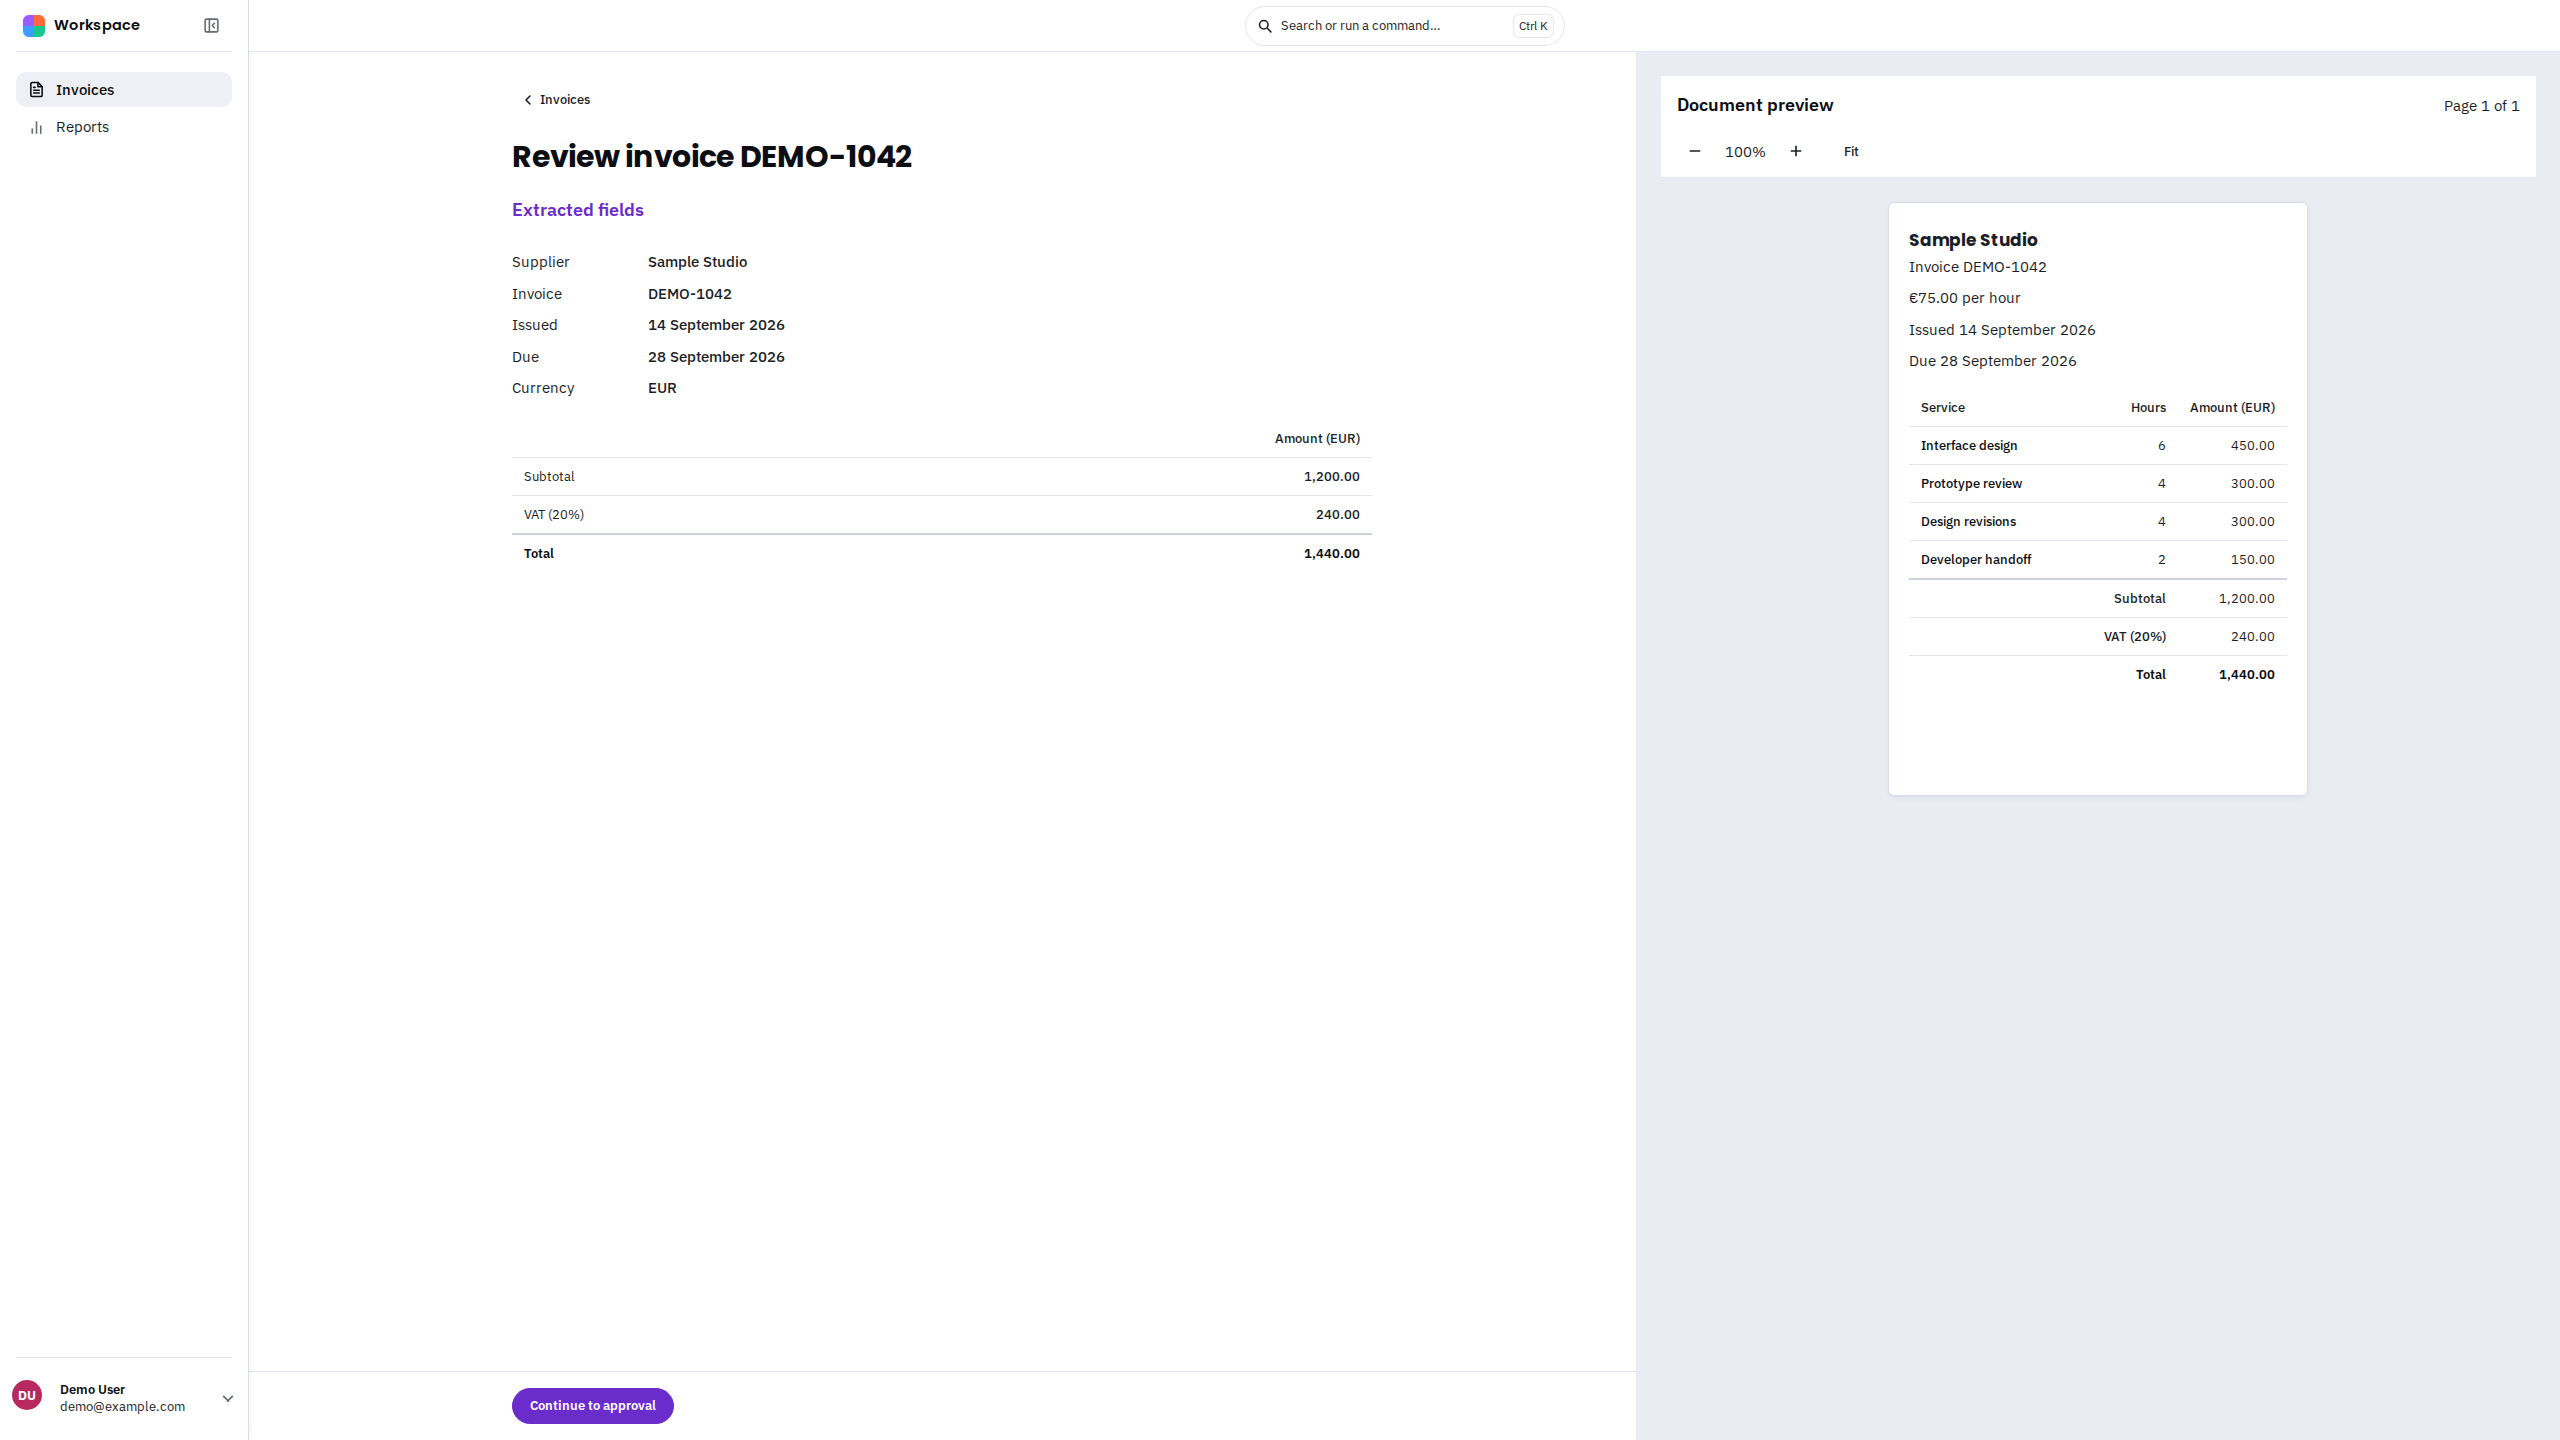 Workspace
Search or run a command...
Ctrl K
Invoices
Reports
Invoices
Review invoice DEMO-1042
Extracted fields
Supplier Sample Studio
Invoice DEMO-1042
Issued 14 September 2026
Due 28 September 2026
Currency EUR
Amount (EUR)
Subtotal 1,200.00
VAT (20%) 240.00
Total 1,440.00
Continue to approval
Document preview
Page 1 of 1
100% Fit
Sample Studio
Invoice DEMO-1042
€75.00 per hour
Issued 14 September 2026
Due 28 September 2026
Service Hours Amount (EUR)
Interface design 6 450.00
Prototype review 4 300.00
Design revisions 4 300.00
Developer handoff 2 150.00
Subtotal 1,200.00
VAT (20%) 240.00
Total 1,440.00
DU
Demo User
demo@example.com